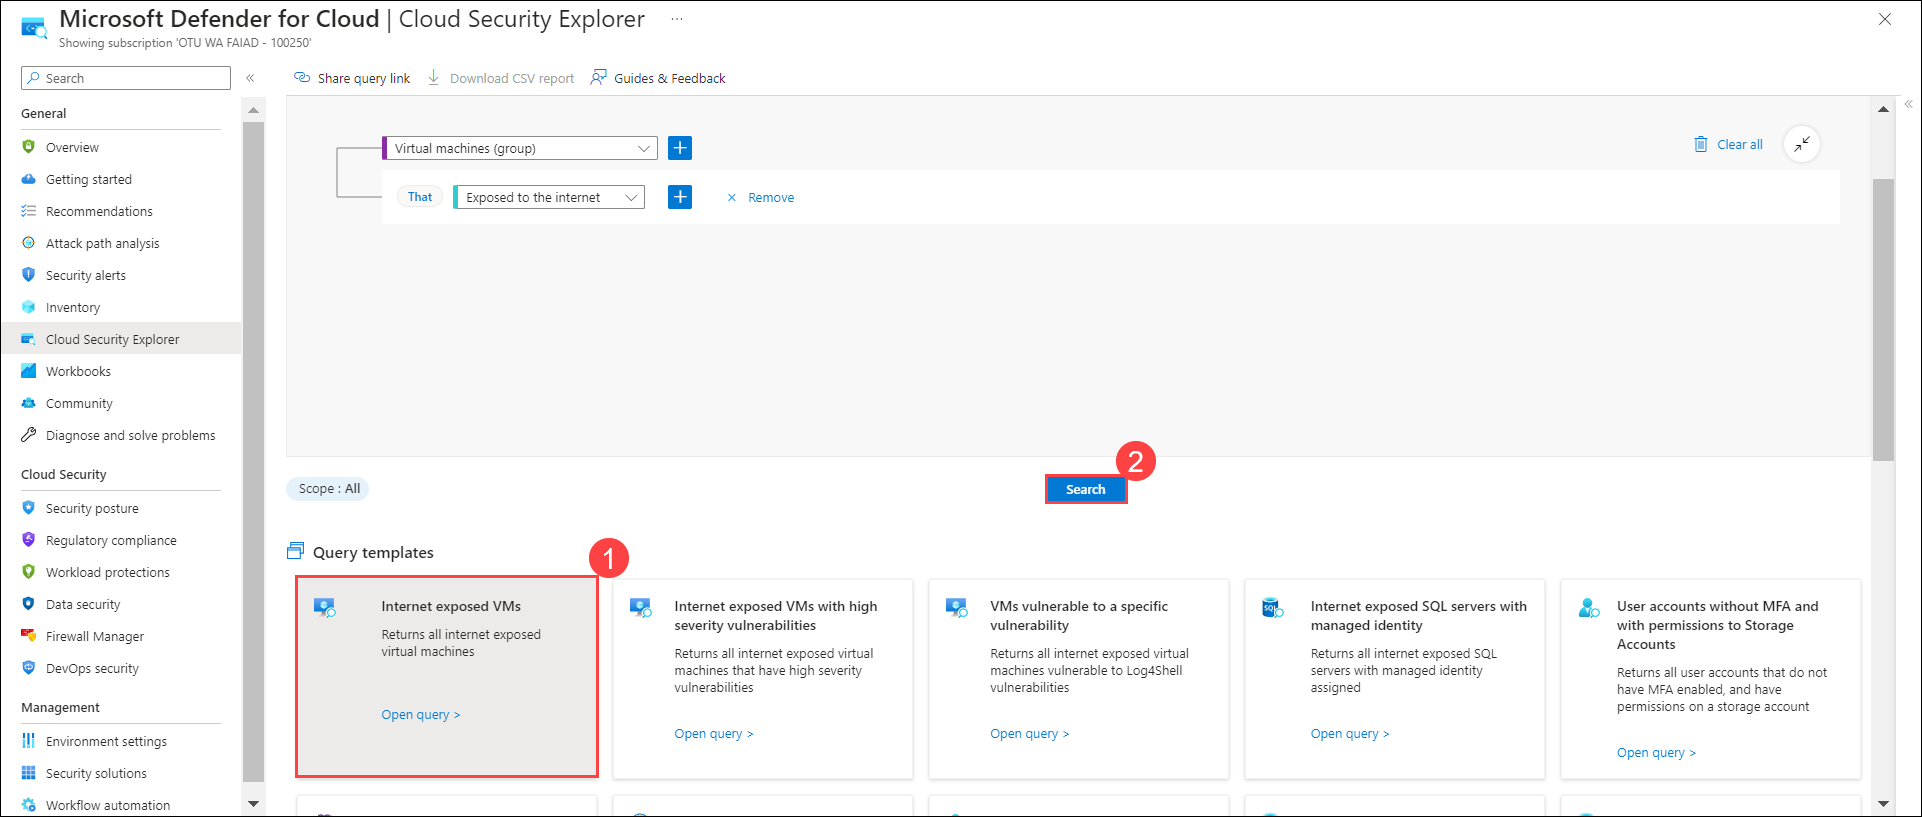 Microsoft Defender for Cloud | Cloud Security Explorer ...
Showing subscription 'OTU WA FAIAD - 100250'
Search
«
Share query link
Download CSV report
Guides & Feedback
«
General
Overview
Getting started
Recommendations
Attack path analysis
Security alerts
Inventory
Cloud Security Explorer
Workbooks
Community
Diagnose and solve problems
Cloud Security
Security posture
Regulatory compliance
Workload protections
Data security
Firewall Manager
DevOps security
Management
Environment settings
Security solutions
Workflow automation
Virtual machines (group)
+
Clear all
That
Exposed to the internet
+
Remove
Scope : All
Search
2
Query templates
1
Internet exposed VMs
Returns all internet exposed
virtual machines
Open query >
Internet exposed VMs with high
severity vulnerabilities
Returns all internet exposed virtual
machines that have high severity
vulnerabilities
Open query >
VMs vulnerable to a specific
vulnerability
Returns all internet exposed virtual
machines vulnerable to Log4Shell
vulnerabilities
Open query >
SQL
Internet exposed SQL servers with
managed identity
Returns all internet exposed SQL
servers with managed identity
assigned
Open query >
User accounts without MFA and
with permissions to Storage
Accounts
Returns all user accounts that do not
have MFA enabled, and have
permissions on a storage account
Open query >